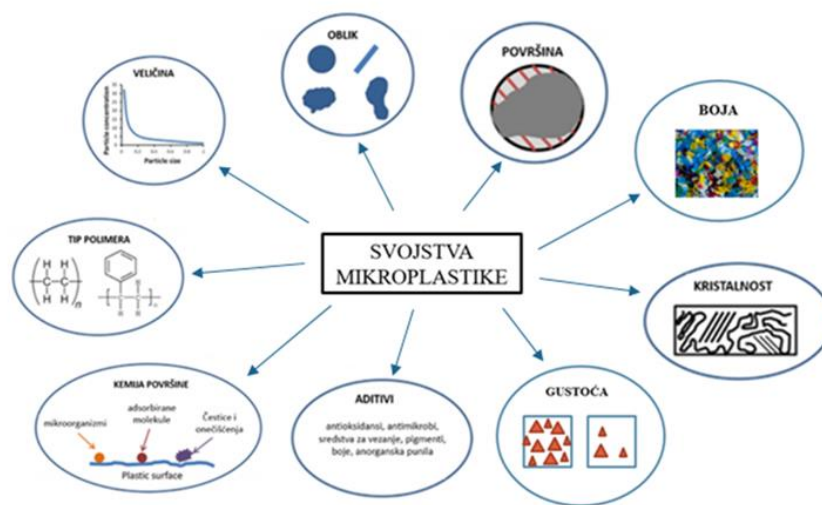 OBLIK
POVRŠINA
VELIČINA
Particle concentration
Particle size
BOJA
TIP POLIMERA
H H
C C
H H
n
n
SVOJSTVA
MIKROPLASTIKE
KRISTALNOST
KEMIJA POVRŠINE
mikroorganizmi
adsorbirane
molekule
Čestice i
onečišćenja
Plastic surface
ADITIVI
antioksidansi, antimikrobi,
sredstva za vezanje, pigmenti,
boje, anorganska punila
GUSTOĆA